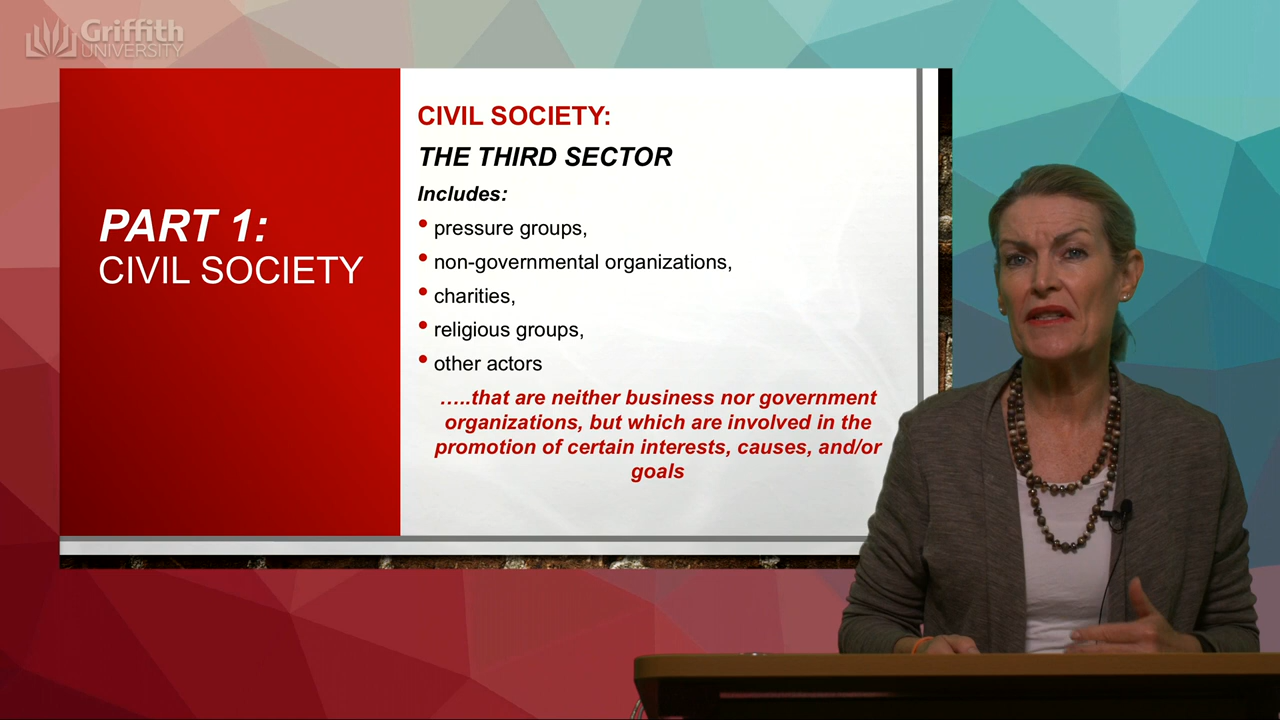 Griffith
UNIVERSITY
PART 1:
CIVIL SOCIETY
CIVIL SOCIETY:
THE THIRD SECTOR
Includes:
• pressure groups,
• non-governmental organizations,
• charities,
• religious groups,
• other actors
…..that are neither business nor government
organizations, but which are involved in the
promotion of certain interests, causes, and/or
goals